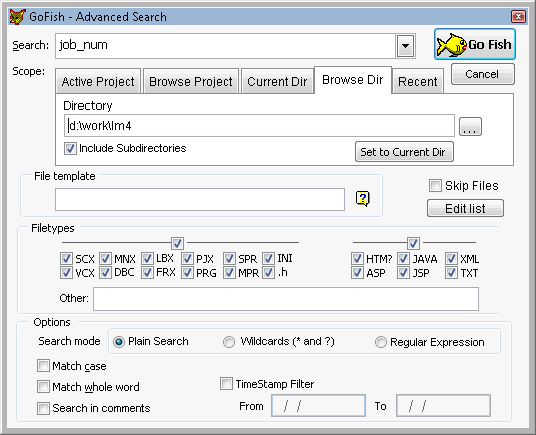 GoFish - Advanced Search
Search: job_num Go Fish
Scope: Cancel
Active Project Browse Project Current Dir Browse Dir Recent
Directory
d:\work\lm4 ...
Include Subdirectories Set to Current Dir
File template Skip Files
? Edit list
Filetypes
SCX MNX LBX PJX SPR INI HTM? JAVA XML
VCX DBC FRX PRG MPR .h ASP JSP TXT
Other:
Options
Search mode Plain Search Wildcards (* and ?) Regular Expression
Match case
Match whole word TimeStamp Filter
Search in comments From / / To / /